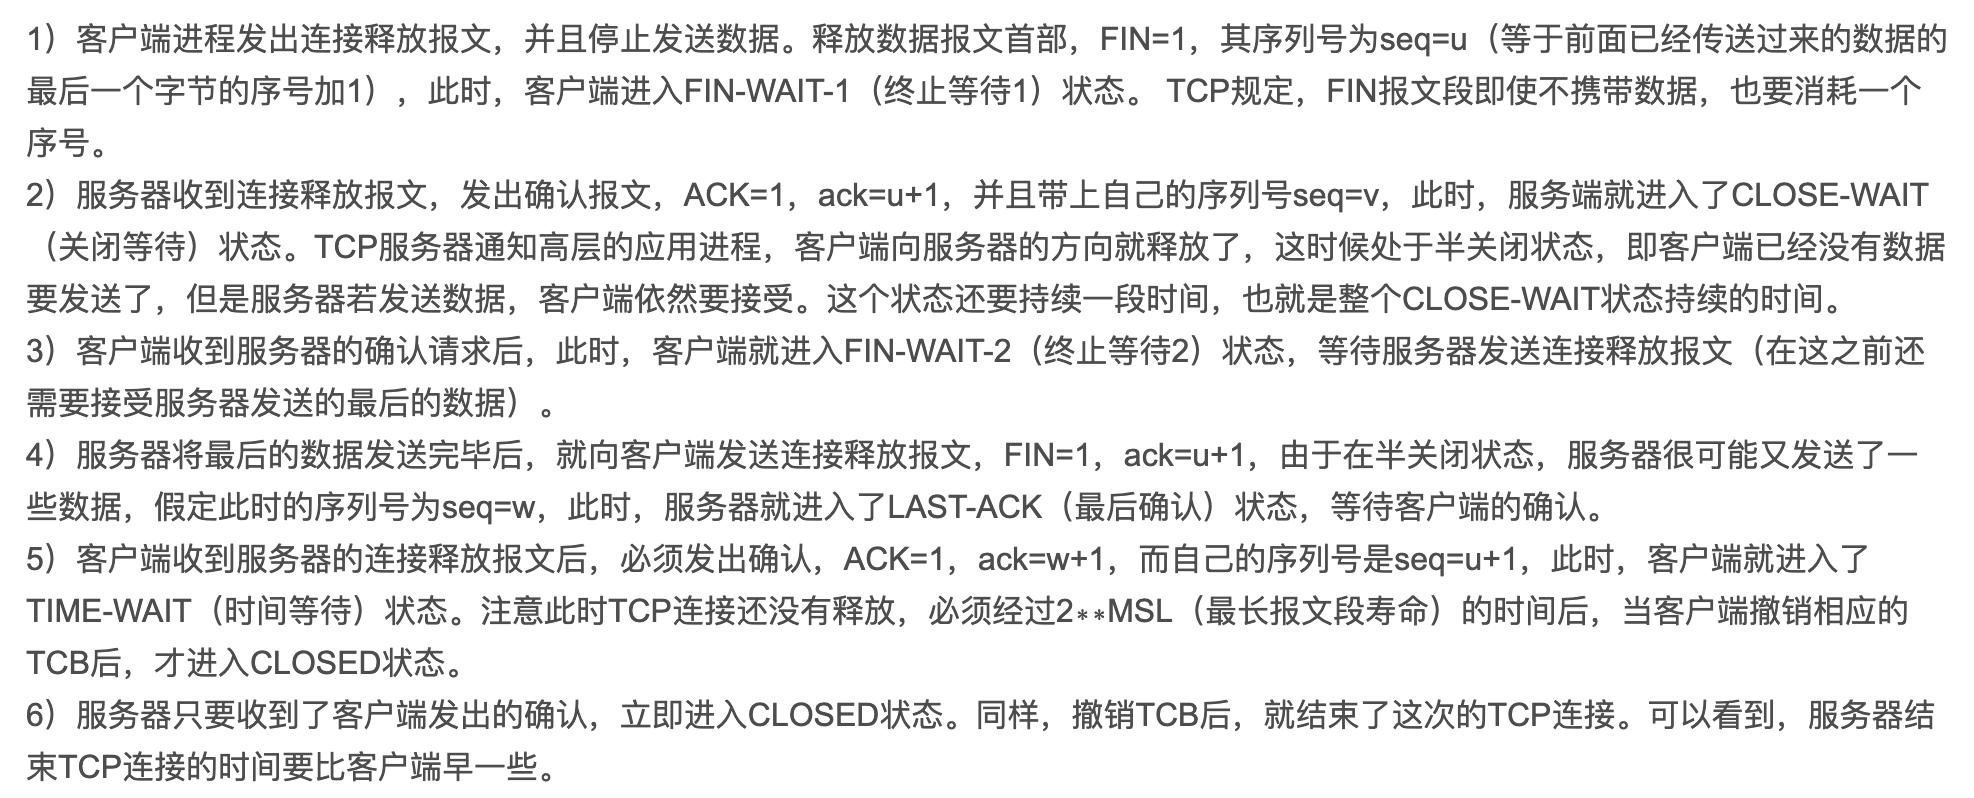 1）客户端进程发出连接释放报文，并且停止发送数据。释放数据报文首部，FIN=1，其序列号为seq=u（等于前面已经传送过来的数据的
最后一个字节的序号加1），此时，客户端进入FIN-WAIT-1（终止等待1）状态。 TCP规定，FIN报文段即使不携带数据，也要消耗一个
序号。
2）服务器收到连接释放报文，发出确认报文，ACK=1，ack=u+1，并且带上自己的序列号seq=v，此时，服务端就进入了CLOSE-WAIT
（关闭等待）状态。TCP服务器通知高层的应用进程，客户端向服务器的方向就释放了，这时候处于半关闭状态，即客户端已经没有数据
要发送了，但是服务器若发送数据，客户端依然要接受。这个状态还要持续一段时间，也就是整个CLOSE-WAIT状态持续的时间。
3）客户端收到服务器的确认请求后，此时，客户端就进入FIN-WAIT-2（终止等待2）状态，等待服务器发送连接释放报文（在这之前还
需要接受服务器发送的最后的数据）。
4）服务器将最后的数据发送完毕后，就向客户端发送连接释放报文，FIN=1，ack=u+1，由于在半关闭状态，服务器很可能又发送了一
些数据，假定此时的序列号为seq=w，此时，服务器就进入了LAST-ACK（最后确认）状态，等待客户端的确认。
5）客户端收到服务器的连接释放报文后，必须发出确认，ACK=1，ack=w+1，而自己的序列号是seq=u+1，此时，客户端就进入了
TIME-WAIT（时间等待）状态。注意此时TCP连接还没有释放，必须经过2∗∗MSL（最长报文段寿命）的时间后，当客户端撤销相应的
TCB后，才进入CLOSED状态。
6）服务器只要收到了客户端发出的确认，立即进入CLOSED状态。同样，撤销TCB后，就结束了这次的TCP连接。可以看到，服务器结
束TCP连接的时间要比客户端早一些。